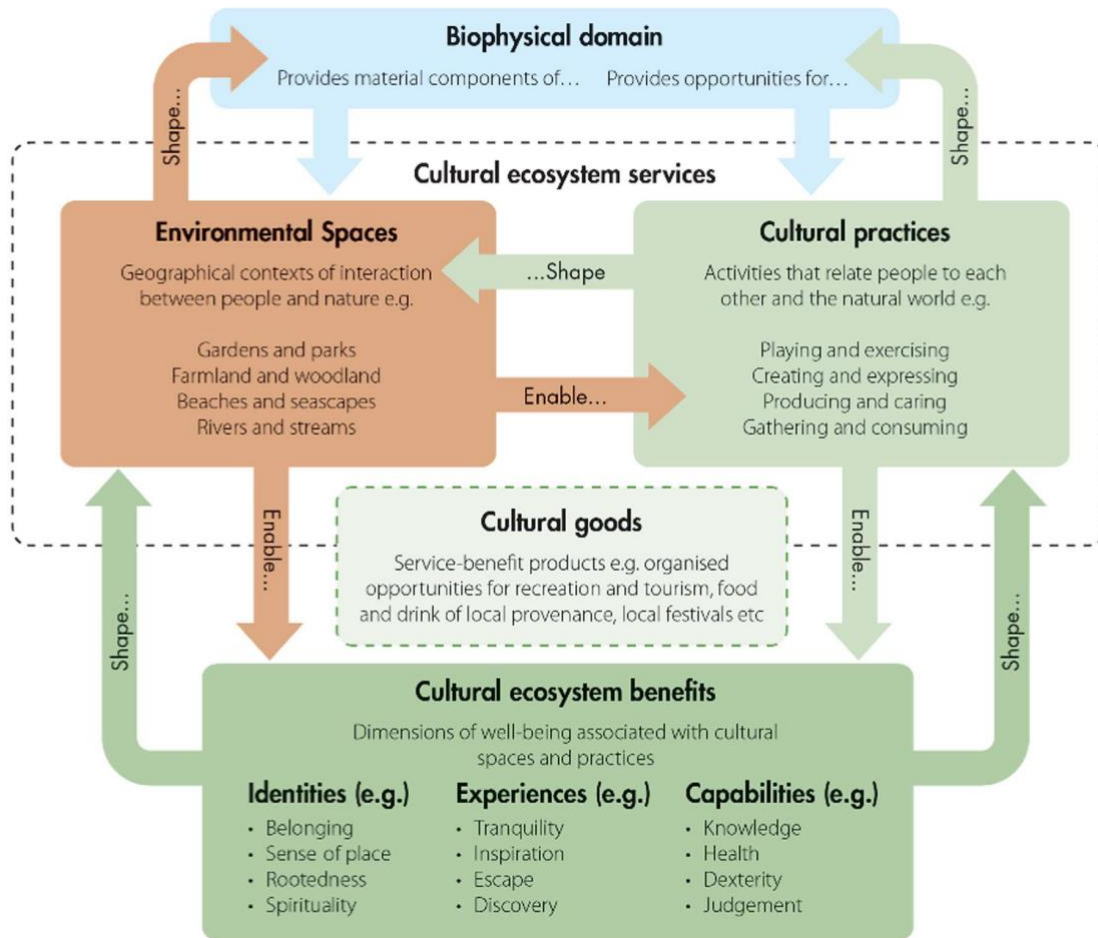 Biophysical domain
Provides material components of… Provides opportunities for…
Shape…
Shape…
Cultural ecosystem services
Environmental Spaces
Geographical contexts of interaction
between people and nature e.g.
Gardens and parks
Farmland and woodland
Beaches and seascapes
Rivers and streams
…Shape
Enable…
Cultural practices
Activities that relate people to each
other and the natural world e.g.
Playing and exercising
Creating and expressing
Producing and caring
Gathering and consuming
Shape…
Enable…
Cultural goods
Service-benefit products e.g. organised
opportunities for recreation and tourism, food
and drink of local provenance, local festivals etc
Enable…
Shape…
Cultural ecosystem benefits
Dimensions of well-being associated with cultural
spaces and practices
Identities (e.g.)
• Belonging
• Sense of place
• Rootedness
• Spirituality
Experiences (e.g.)
• Tranquility
• Inspiration
• Escape
• Discovery
Capabilities (e.g.)
• Knowledge
• Health
• Dexterity
• Judgement